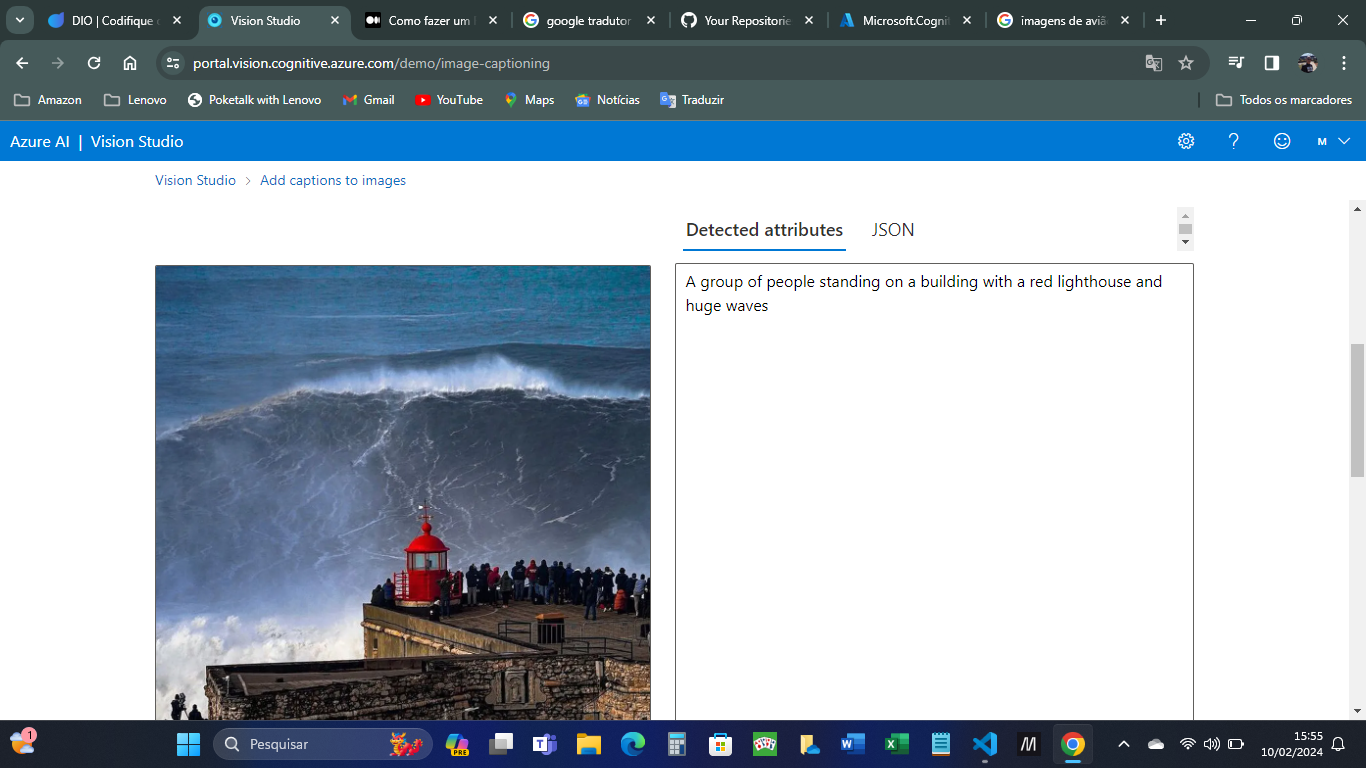 DIO | Codifique
Vision Studio
Como fazer um
google tradutor
Your Repositorie
Microsoft.Cogni
imagens de aviã
portal.vision.cognitive.azure.com/demo/image-captioning
Amazon
Lenovo
Poketalk with Lenovo
Gmail
YouTube
Maps
Notícias
Traduzir
Todos os marcadores
Azure AI | Vision Studio
M
Vision Studio > Add captions to images
Detected attributes
JSON
A group of people standing on a building with a red lighthouse and
huge waves
1
Pesquisar
PRE
15:55
10/02/2024